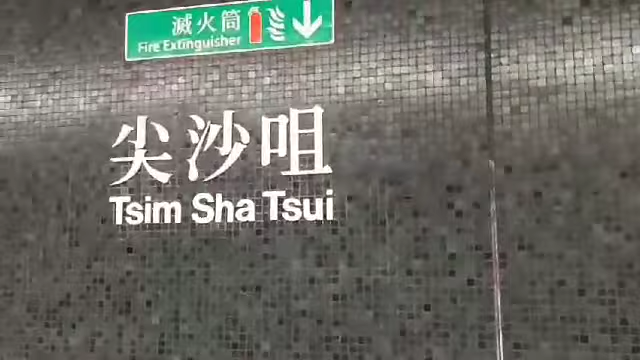 滅火筒
Fire Extinguisher
尖沙咀
Tsim Sha Tsui